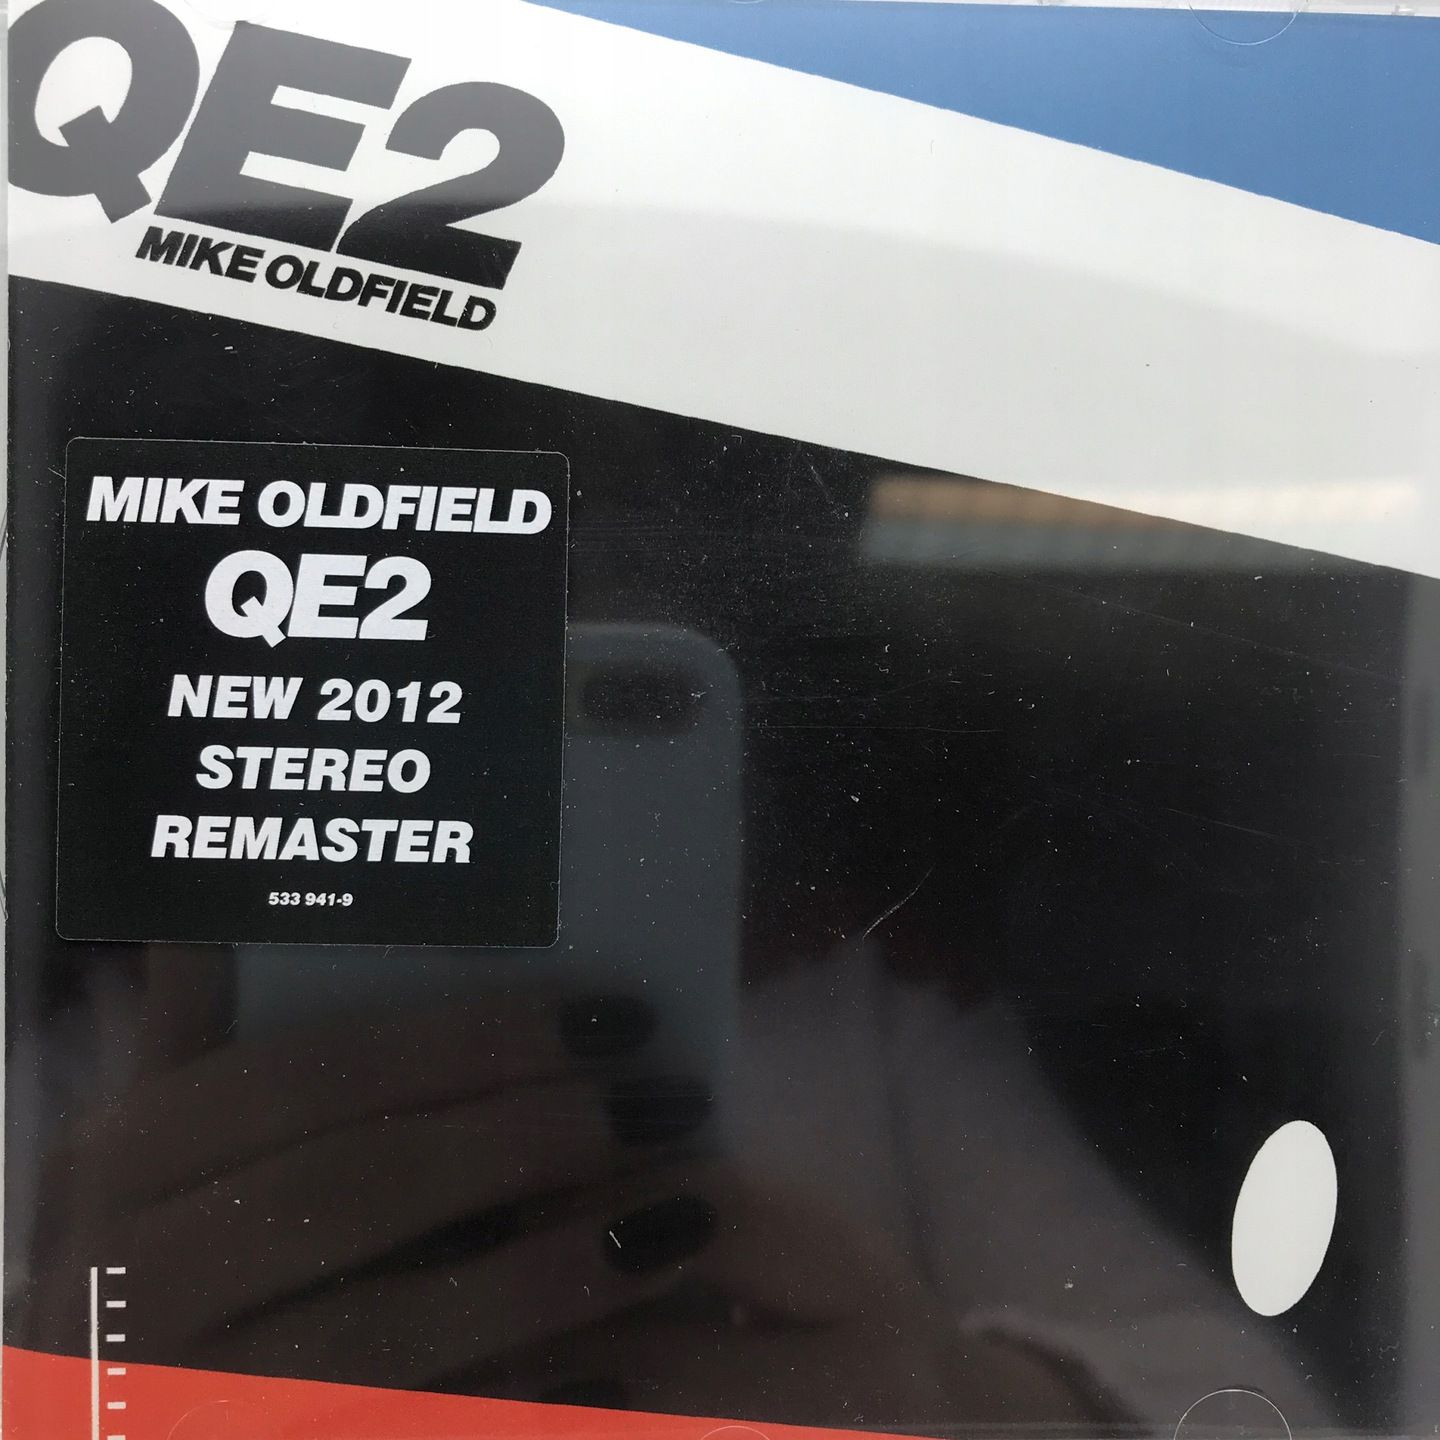 QE2
MIKE OLDFIELD
MIKE OLDFIELD
QE2
NEW 2012
STEREO
REMASTER
533 941-9